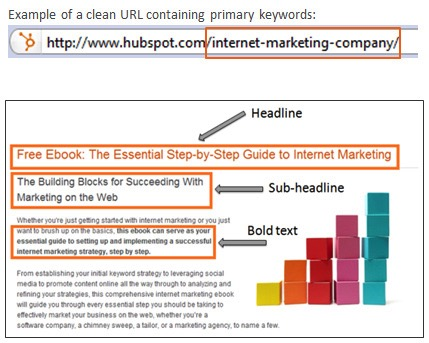 Example of a clean URL containing primary keywords:
http://www.hubspot.com/internet-marketing-company/
Headline
Free Ebook: The Essential Step-by-Step Guide to Internet Marketing
The Building Blocks for Succeeding With
Marketing on the Web
Sub-headline
Whether you're just getting started with internet marketing or you just
want to brush up on the basics, this ebook can serve as your
essential guide to setting up and implementing a successful
internet marketing strategy, step by step.
Bold text
From establishing your initial keyword strategy to leveraging social
media to promote content online all the way through to analyzing and
refining your strategies, this comprehensive internet marketing ebook
will guide you through every essential step you should be taking to
effectively market your business on the web, whether you're a
software company, a chimney sweep, a tailor, or a marketing agency, to name a few.